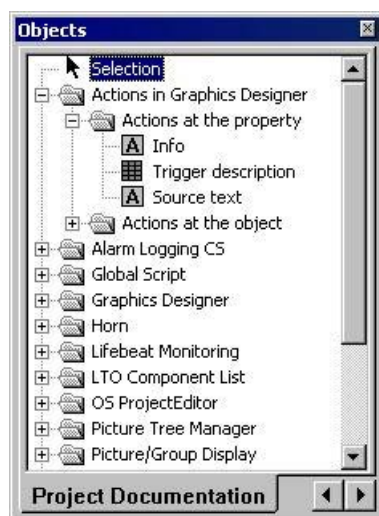 Objects
Selection
Actions in Graphics Designer
Actions at the property
A Info
Trigger description
A Source text
Actions at the object
Alarm Logging CS
Global Script
Graphics Designer
Horn
Lifebeat Monitoring
LTO Component List
OS ProjectEditor
Picture Tree Manager
Picture/Group Display
Project Documentation